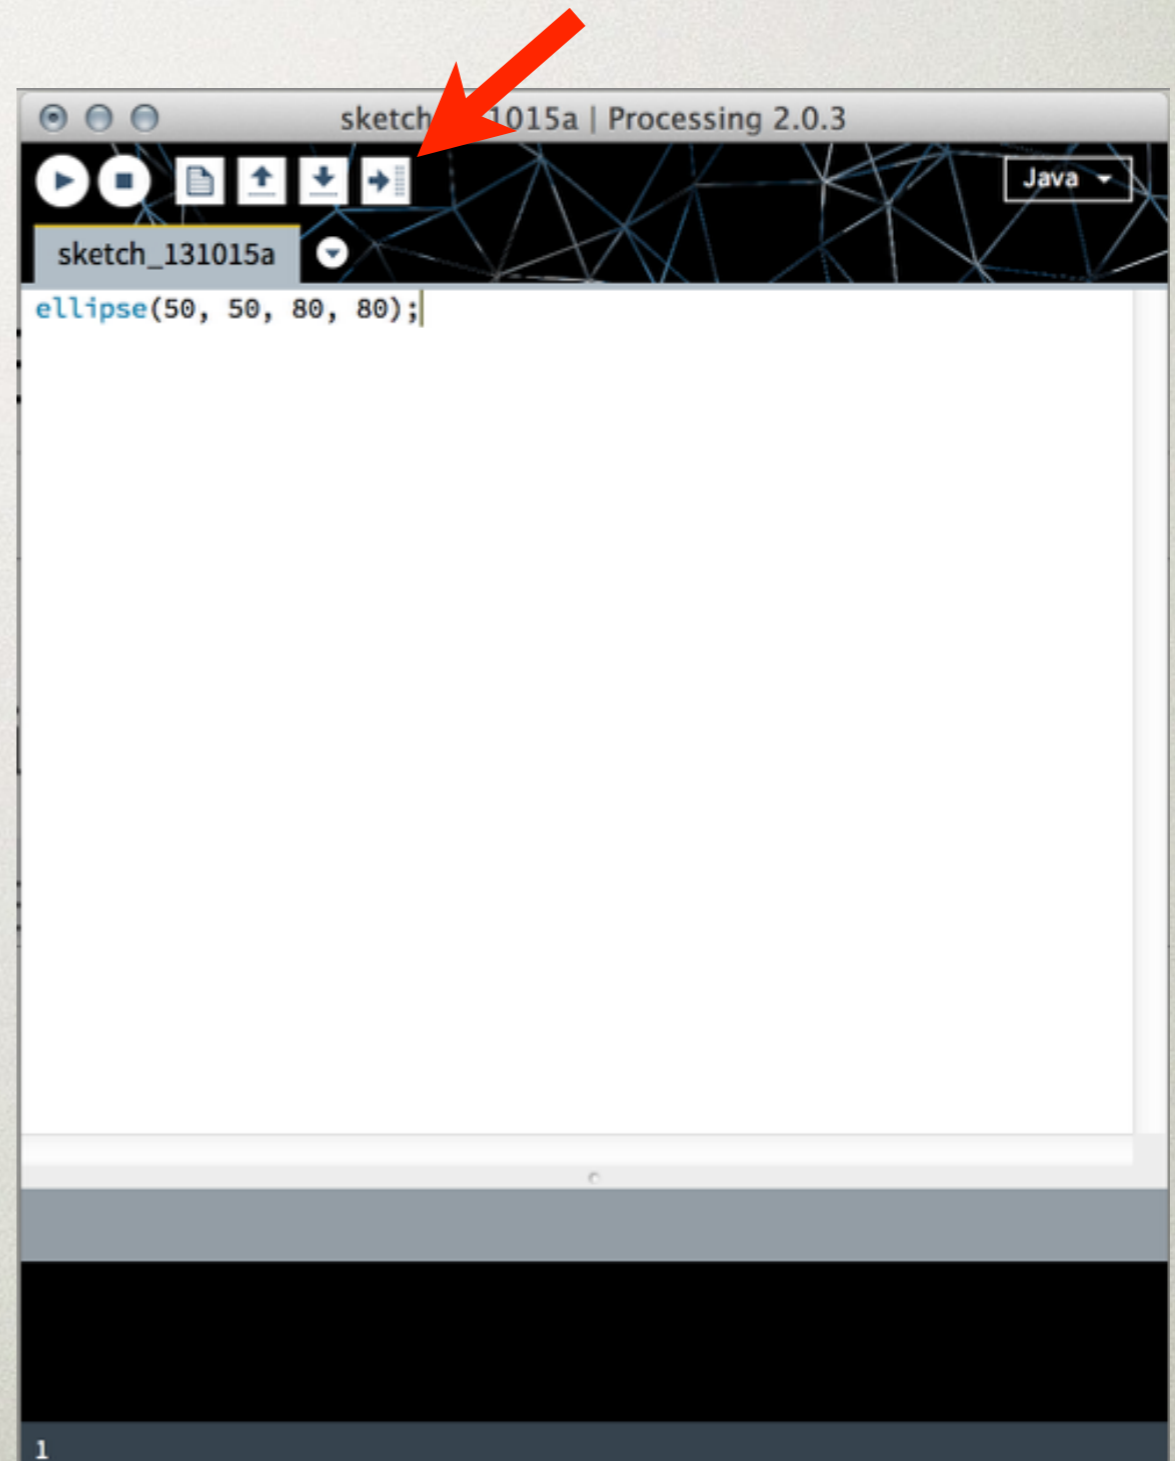 sketch 1015a | Processing 2.0.3
Java
sketch_131015a
ellipse(50, 50, 80, 80);
1